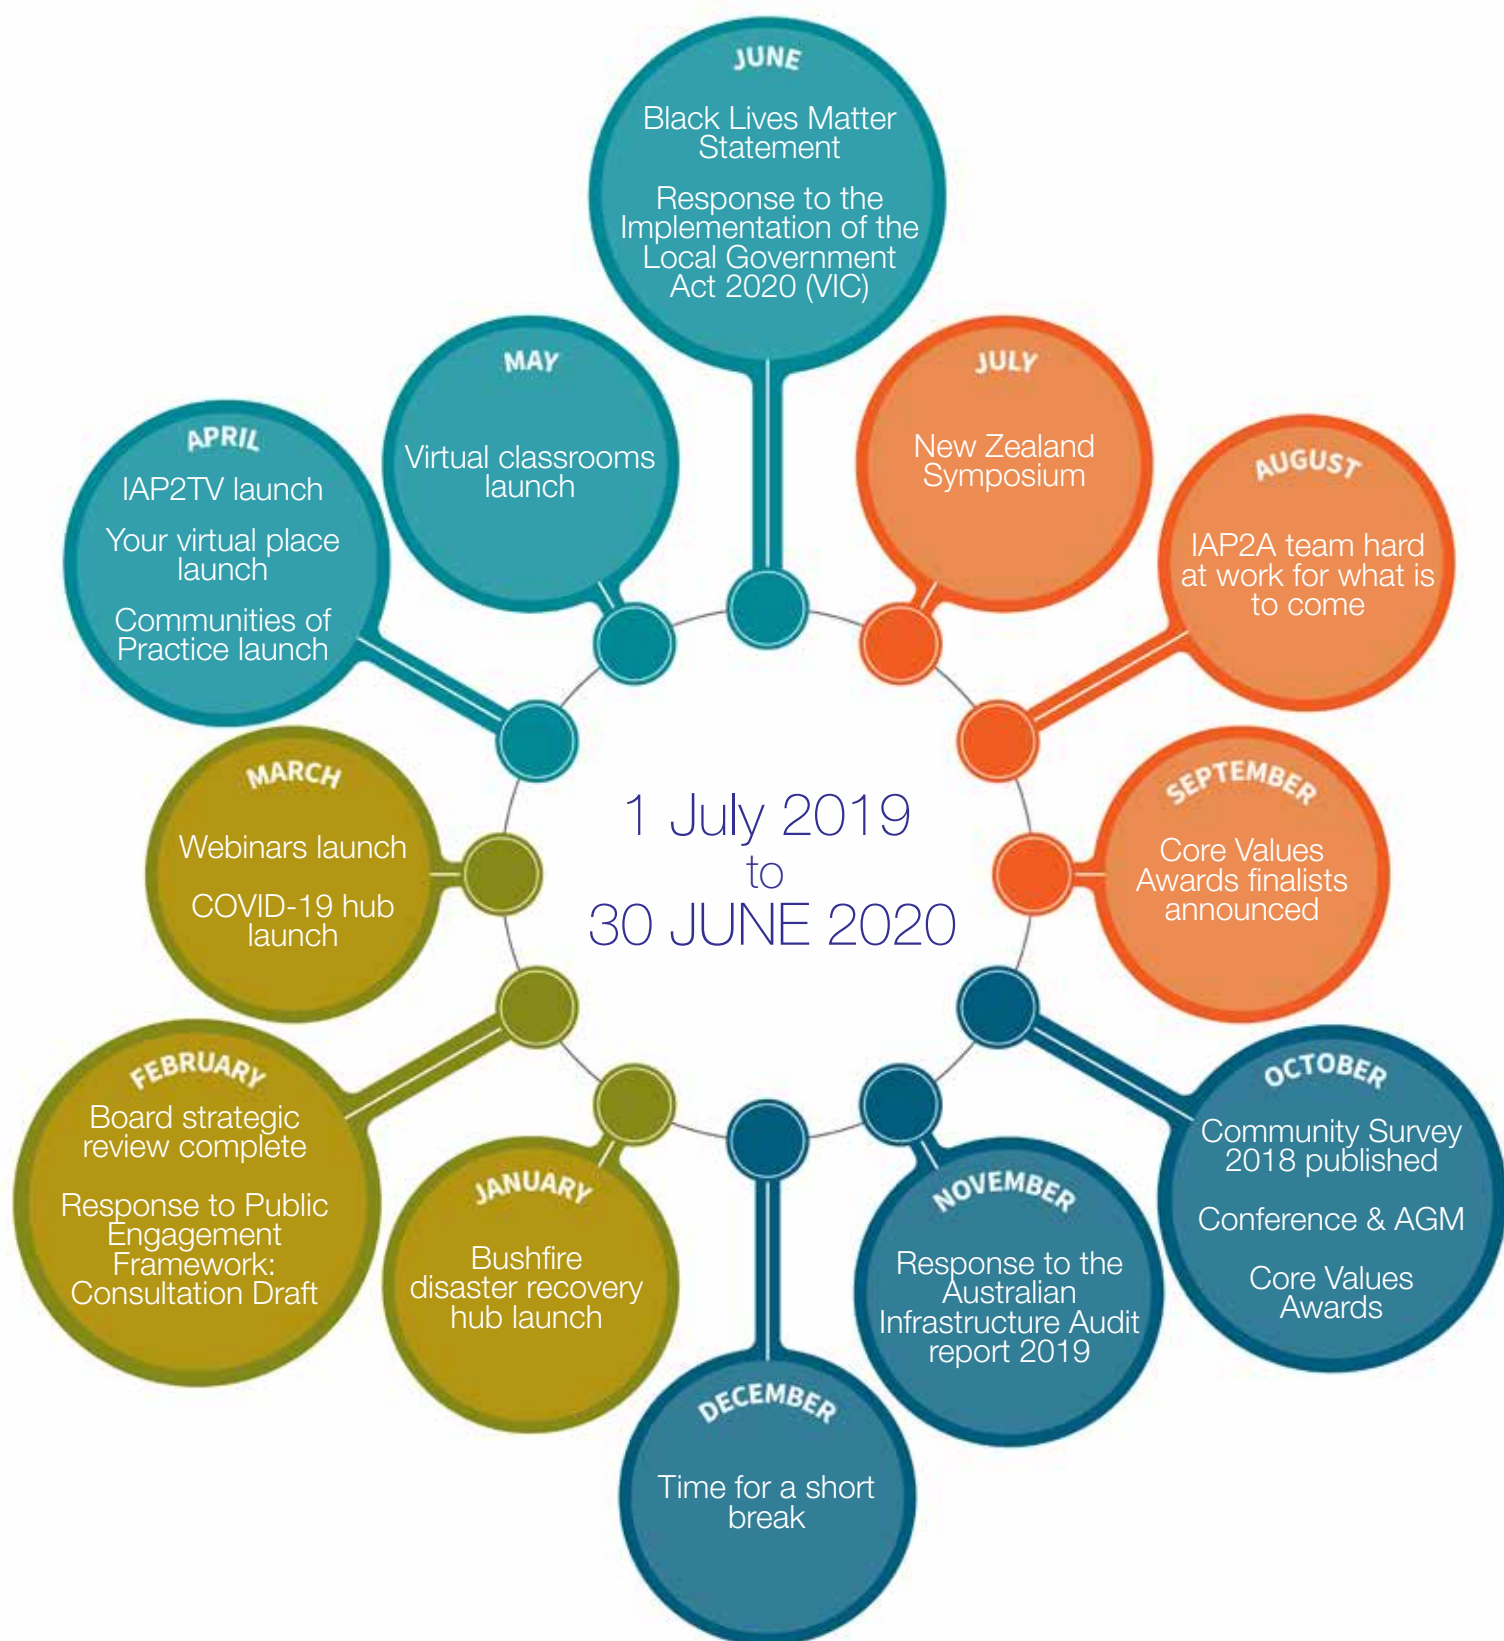 JUNE
Black Lives Matter
Statement
Response to the
Implementation of the
Local Government
Act 2020 (VIC)
MAY
Virtual classrooms
launch
JULY
New Zealand
Symposium
APRIL
IAP2TV launch
Your virtual place
launch
Communities of
Practice launch
AUGUST
IAP2A team hard
at work for what is
to come
MARCH
Webinars launch
COVID-19 hub
launch
1 July 2019
to
30 JUNE 2020
SEPTEMBER
Core Values
Awards finalists
announced
FEBRUARY
Board strategic
review complete
Response to Public
Engagement
Framework:
Consultation Draft
JANUARY
Bushfire
disaster recovery
hub launch
NOVEMBER
Response to the
Australian
Infrastructure Audit
report 2019
OCTOBER
Community Survey
2018 published
Conference & AGM
Core Values
Awards
DECEMBER
Time for a short
break